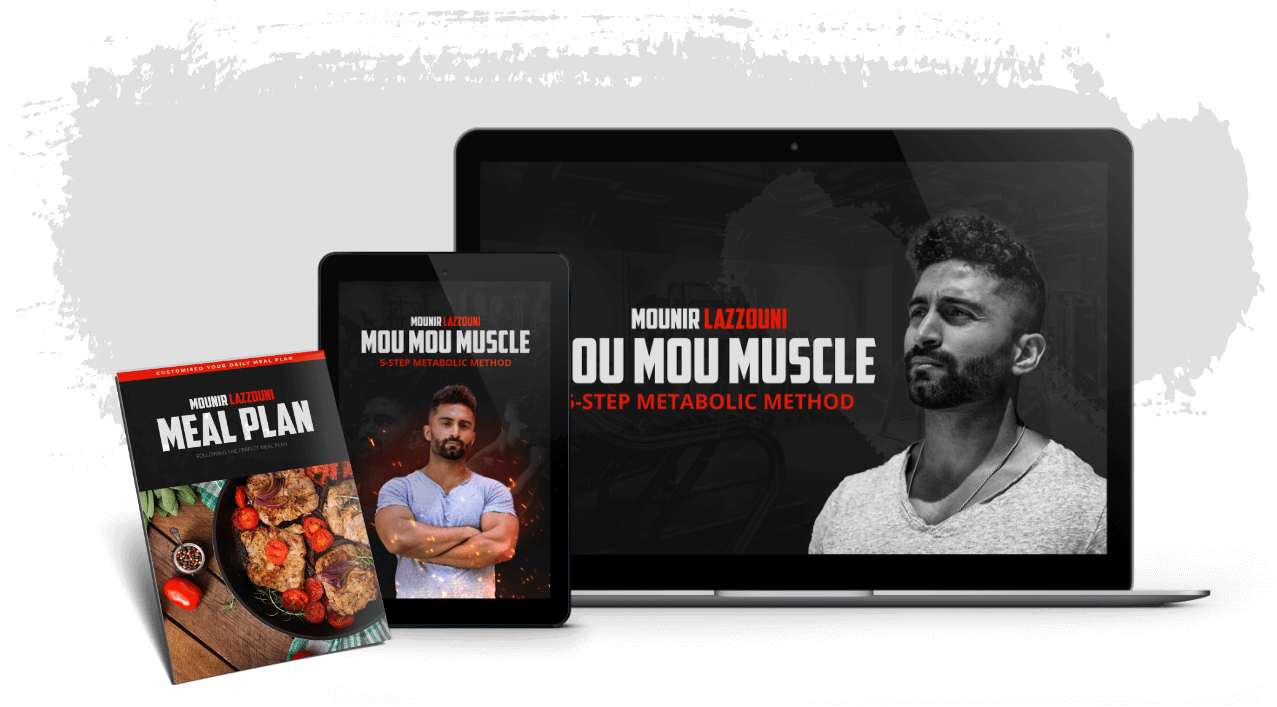 CUSTOMISED YOUR DAILY MEAL PLAN
MOUNIR LAZZOUNI
MEAL PLAN
FOLLOWING THE PERFECT MEAL PLAN
MOUNIR LAZZOUNI
MOU MOU MUSCLE
5-STEP METABOLIC METHOD
MOUNIR LAZZOUNI
OU MOU MUSCLE
5-STEP METABOLIC METHOD